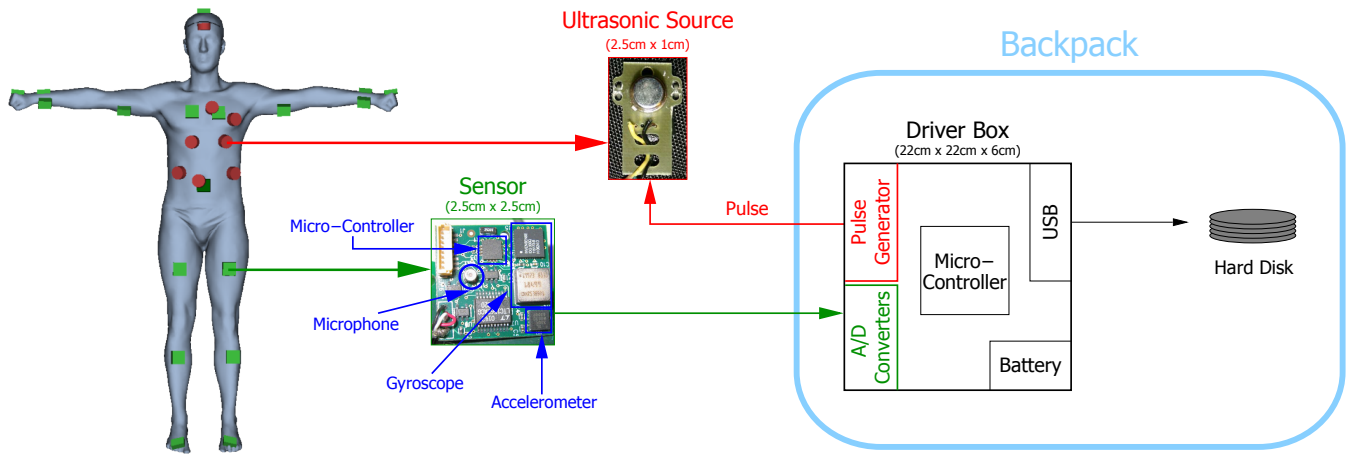 Ultrasonic Source
(2.5cm x 1cm)
Backpack
Driver Box
(22cm x 22cm x 6cm)
Sensor
(2.5cm x 2.5cm)
Micro−Controller
Microphone
Gyroscope
Accelerometer
Pulse
Pulse
Generator
A/D
Converters
Micro−
Controller
USB
Battery
Hard Disk